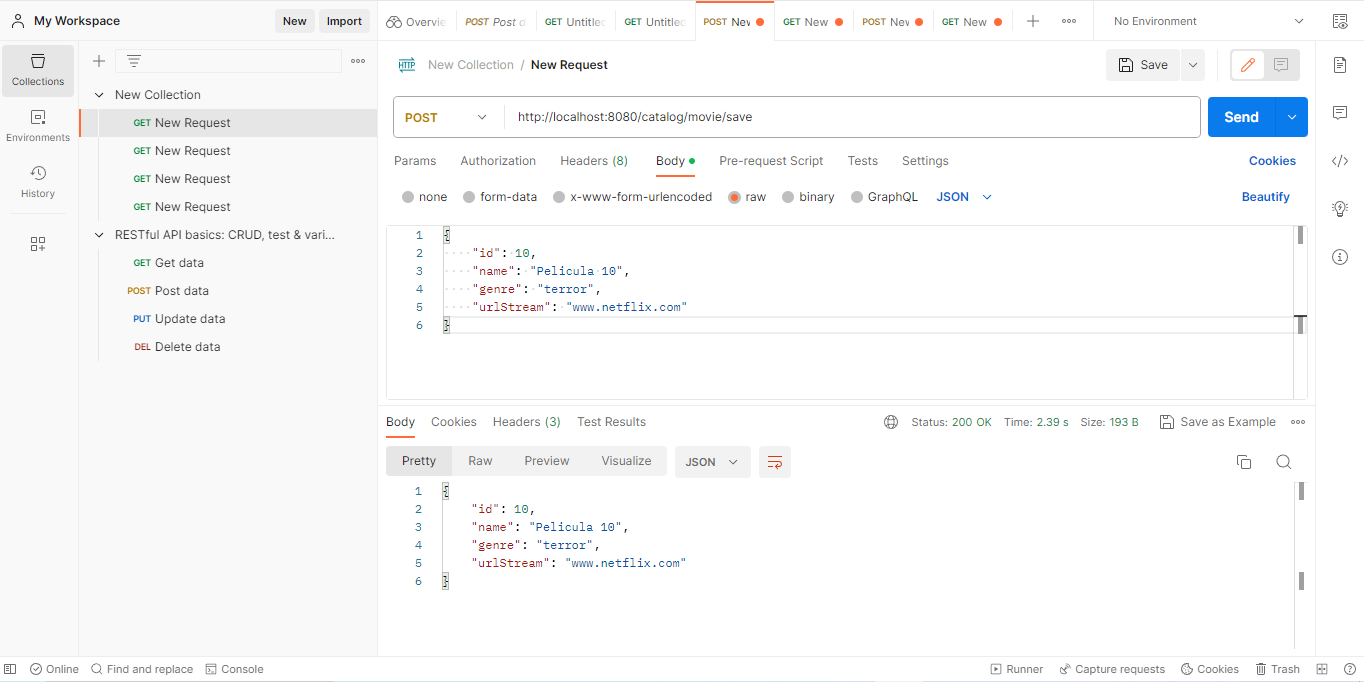 My Workspace New Import
Overvie POST Post d GET Untitled GET Untitled POST New GET New POST New GET New No Environment
Collections
Environments
History
New Collection
GET New Request
GET New Request
GET New Request
GET New Request
RESTful API basics: CRUD, test & vari...
GET Get data
POST Post data
PUT Update data
DEL Delete data
HTTP New Collection / New Request Save
POST http://localhost:8080/catalog/movie/save Send
Params Authorization Headers (8) Body Pre-request Script Tests Settings Cookies
none form-data x-www-form-urlencoded raw binary GraphQL JSON Beautify
1 {
2 "id": 10,
3 "name": "Pelicula 10",
4 "genre": "terror",
5 "urlStream": "www.netflix.com"
6 }
Body Cookies Headers (3) Test Results Status: 200 OK Time: 2.39 s Size: 193 B Save as Example
Pretty Raw Preview Visualize JSON
1 {
2 "id": 10,
3 "name": "Pelicula 10",
4 "genre": "terror",
5 "urlStream": "www.netflix.com"
6 }
Online Find and replace Console Runner Capture requests Cookies Trash